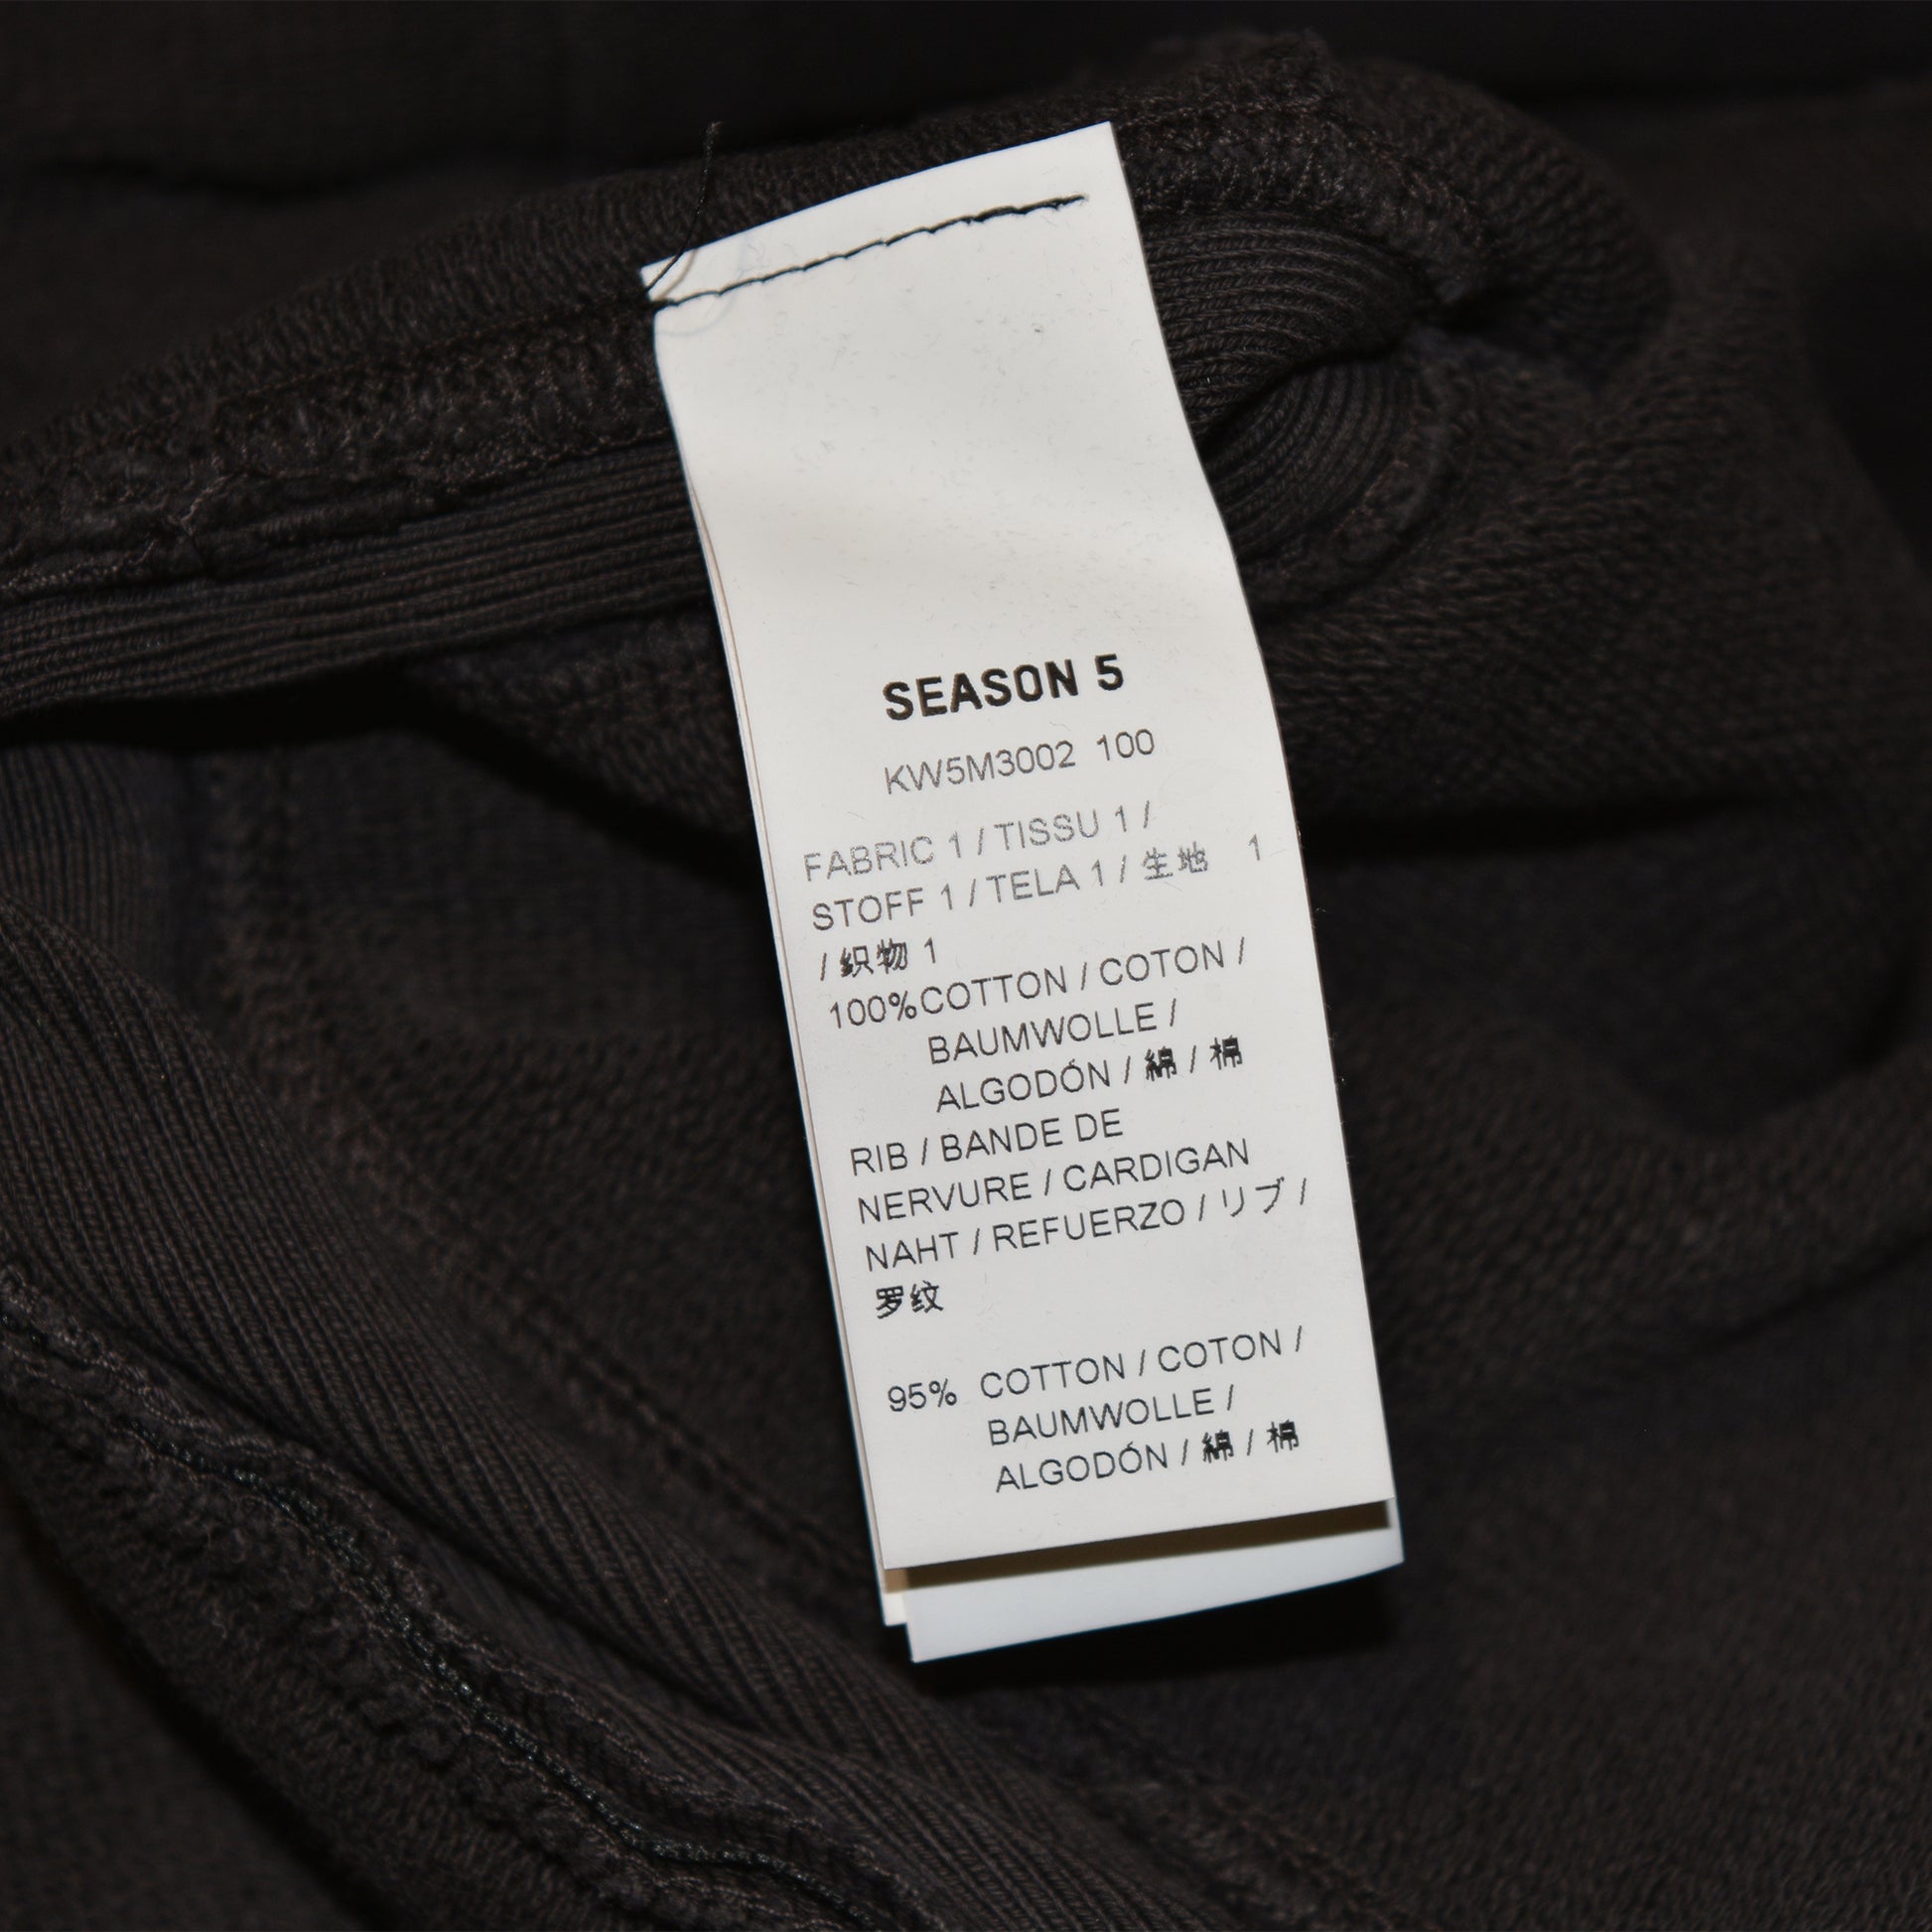 SEASON 5
KW5M3002 100
FABRIC 1 / TISSU 1 /
STOFF 1 / TELA 1 / 生地 1
/ 织物 1
100%COTTON / COTON /
BAUMWOLLE /
ALGODÓN / 綿 / 棉
RIB / BANDE DE
NERVURE / CARDIGAN
NAHT / REFUERZO / リブ /
罗纹
95% COTTON / COTON /
BAUMWOLLE /
ALGODÓN / 綿 / 棉